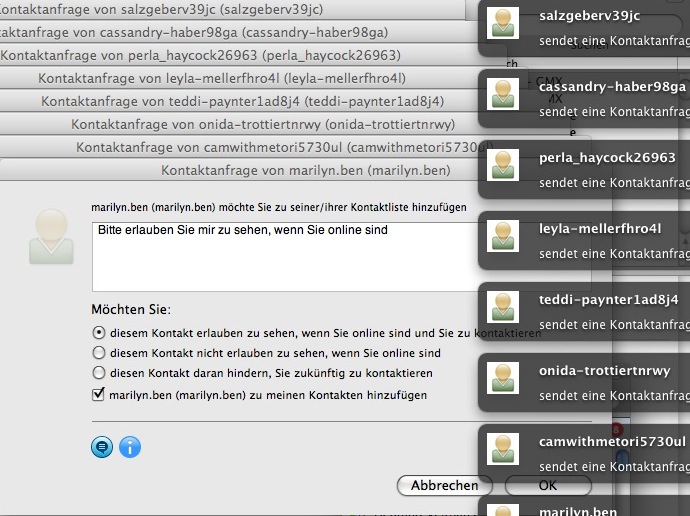 Kontaktanfrage von salzgeberv39jc (salzgeberv39jc)
Kontaktanfrage von cassandry-haber98ga (cassandry-haber98ga)
Kontaktanfrage von perla_haycock26963 (perla_haycock26963)
Kontaktanfrage von leyla-mellerfhro4l (leyla-mellerfhro4l)
Kontaktanfrage von teddi-paynter1ad8j4 (teddi-paynter1ad8j4)
Kontaktanfrage von onida-trottiertnrwy (onida-trottiertnrwy)
Kontaktanfrage von camwithmetori5730ul (camwithmetori5730ul)
Kontaktanfrage von marilyn.ben (marilyn.ben)
marilyn.ben (marilyn.ben) möchte Sie zu seiner/ihrer Kontaktliste hinzufügen
Bitte erlauben Sie mir zu sehen, wenn Sie online sind
Möchten Sie:
diesem Kontakt erlauben zu sehen, wenn Sie online sind und Sie zu kontaktieren
diesem Kontakt nicht erlauben zu sehen, wenn Sie online sind
diesen Kontakt daran hindern, Sie zukünftig zu kontaktieren
marilyn.ben (marilyn.ben) zu meinen Kontakten hinzufügen
Abbrechen
OK
salzgeberv39jc
sendet eine Kontaktanfrag
cassandry-haber98ga
sendet eine Kontaktanfrag
perla_haycock26963
sendet eine Kontaktanfrag
leyla-mellerfhro4l
sendet eine Kontaktanfrag
teddi-paynter1ad8j4
sendet eine Kontaktanfrag
onida-trottiertnrwy
sendet eine Kontaktanfrag
camwithmetori5730ul
sendet eine Kontaktanfrag
marilyn.ben